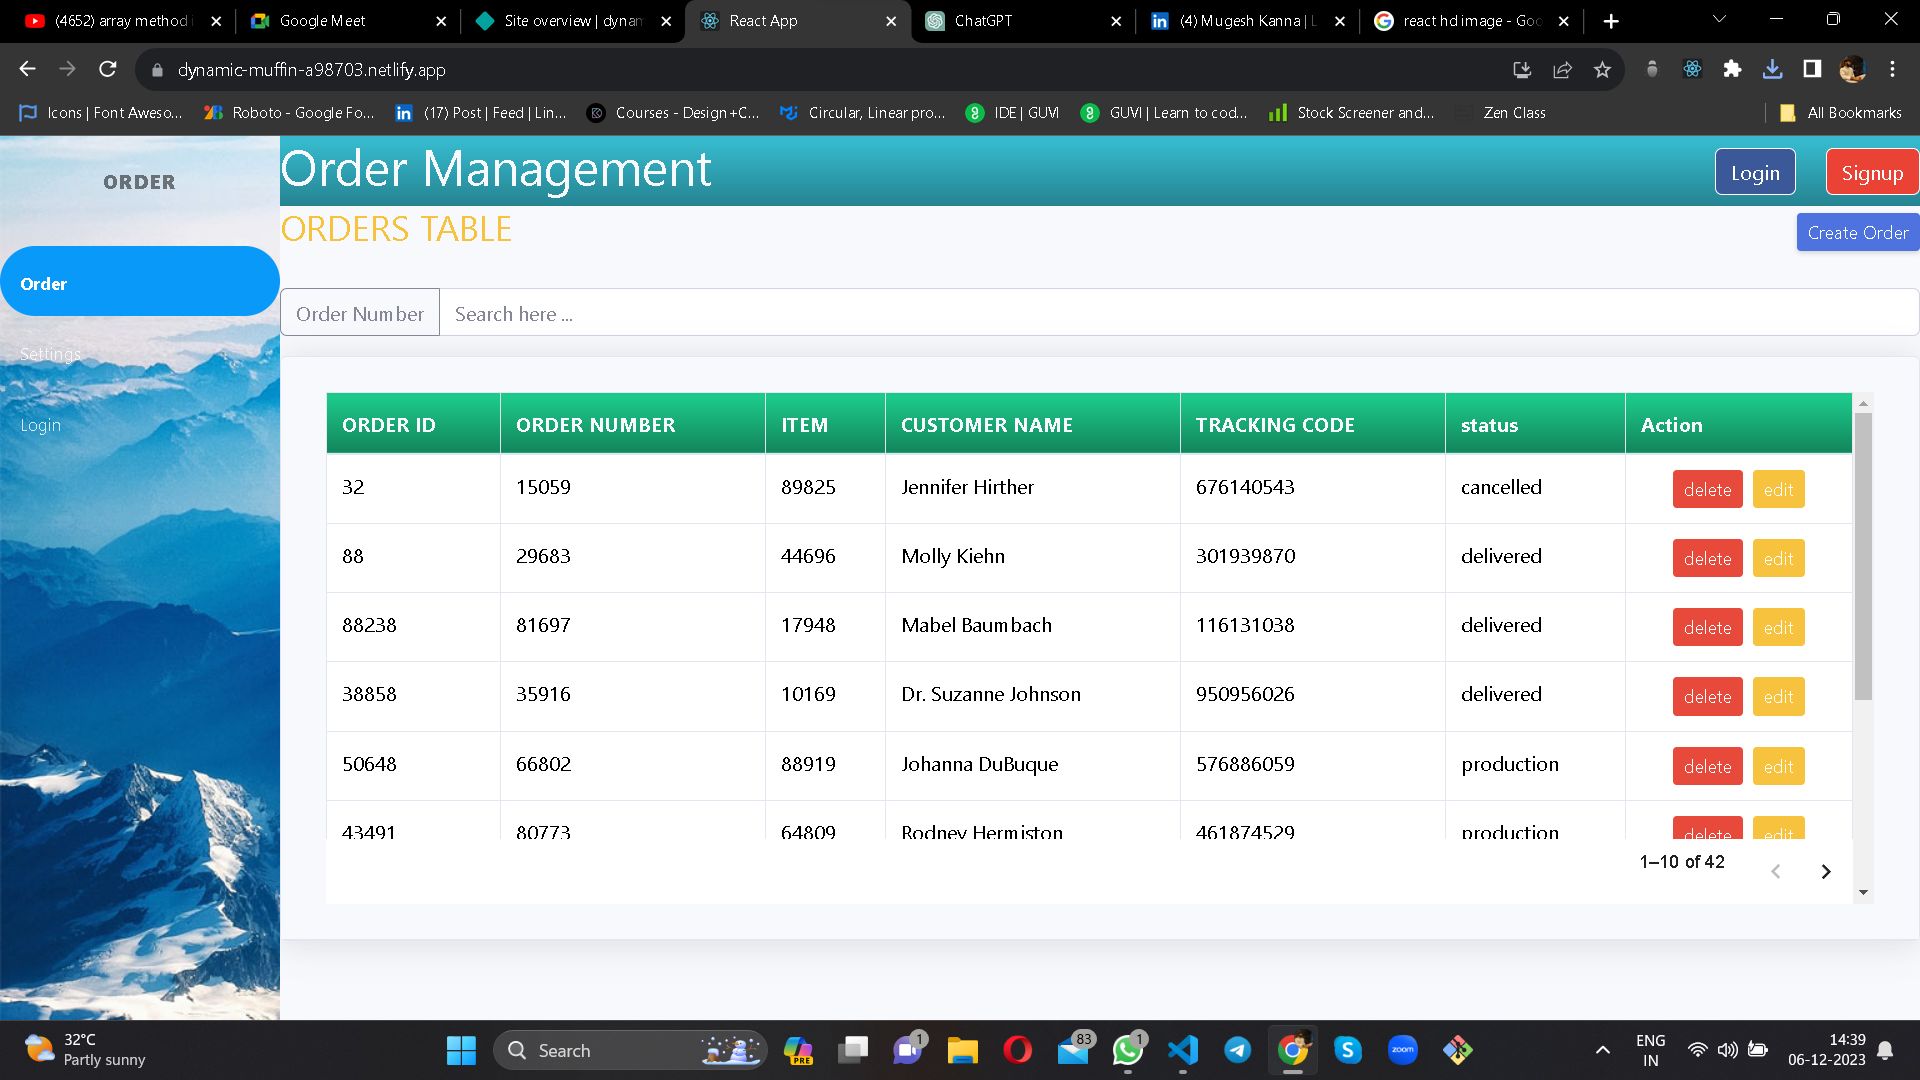 (4652) array method i
Google Meet
Site overview | dynam
React App
ChatGPT
(4) Mugesh Kanna | L
react hd image - Goo
dynamic-muffin-a98703.netlify.app
Icons | Font Aweso...
Roboto - Google Fo...
(17) Post | Feed | Lin...
Courses - Design+C...
Circular, Linear pro...
IDE | GUVI
GUVI | Learn to cod...
Stock Screener and...
Zen Class
All Bookmarks
ORDER
Order
Settings
Login
Order Management
Login
Signup
ORDERS TABLE
Create Order
Order Number
Search here ...
ORDER ID ORDER NUMBER ITEM CUSTOMER NAME TRACKING CODE status Action
32 15059 89825 Jennifer Hirther 676140543 cancelled delete edit
88 29683 44696 Molly Kiehn 301939870 delivered delete edit
88238 81697 17948 Mabel Baumbach 116131038 delivered delete edit
38858 35916 10169 Dr. Suzanne Johnson 950956026 delivered delete edit
50648 66802 88919 Johanna DuBuque 576886059 production delete edit
43491 80773 64809 Rodney Hermiston 461874529 production delete edit
1–10 of 42
32°C
Partly sunny
Search
PRE
1
83
1
zoom
ENG
IN
14:39
06-12-2023